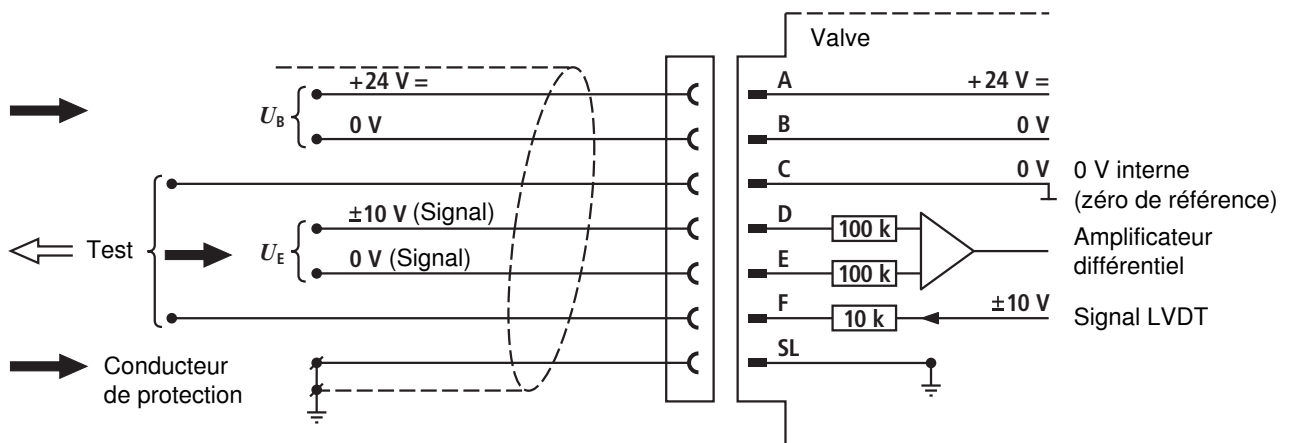 Valve
+24 V =
A
+24 V =
U_B
0 V
B
0 V
C
0 V
0 V interne
(zéro de référence)
±10 V (Signal)
D
100 k
Amplificateur
différentiel
Test
U_E
0 V (Signal)
E
100 k
F
10 k
±10 V
Signal LVDT
SL
Conducteur
de protection